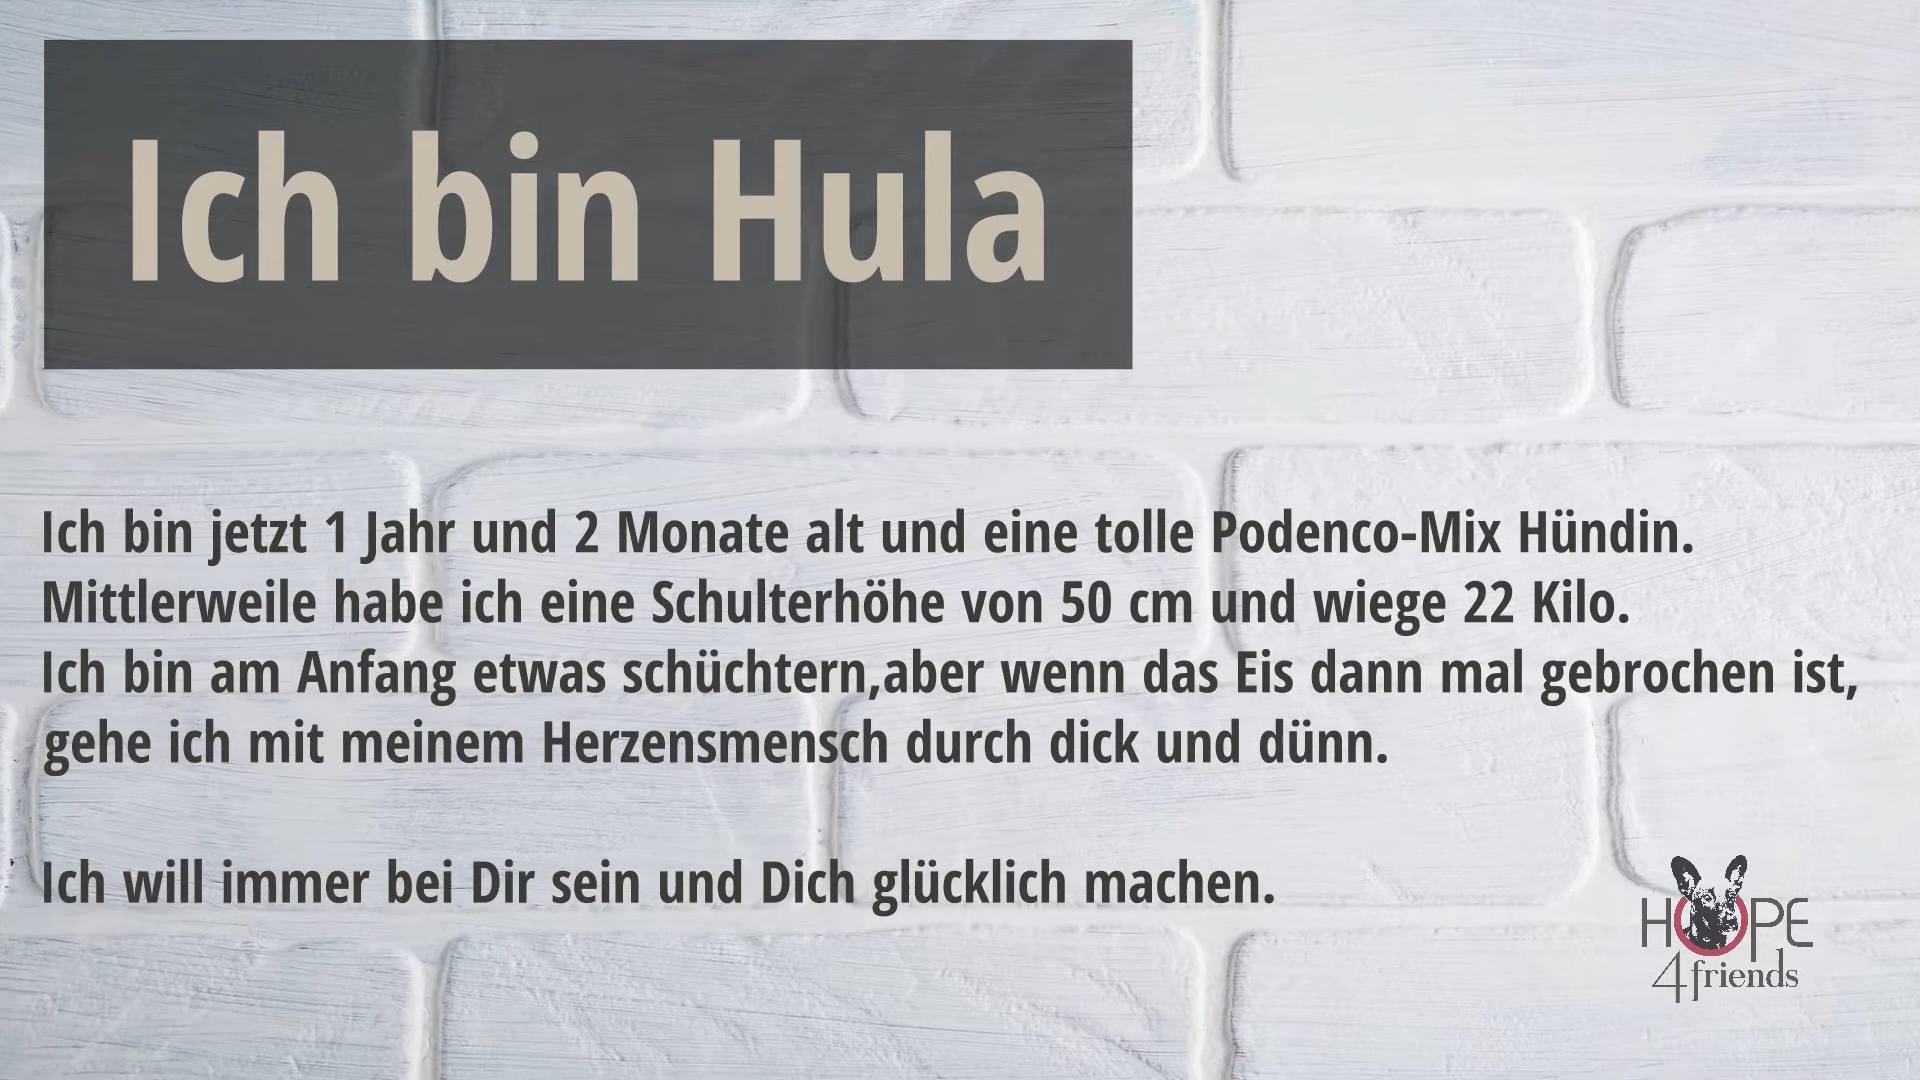 Ich bin Hula
Ich bin jetzt 1 Jahr und 2 Monate alt und eine tolle Podenco-Mix Hündin.
Mittlerweile habe ich eine Schulterhöhe von 50 cm und wiege 22 Kilo.
Ich bin am Anfang etwas schüchtern,aber wenn das Eis dann mal gebrochen ist,
gehe ich mit meinem Herzensmensch durch dick und dünn.
Ich will immer bei Dir sein und Dich glücklich machen.
HOPE
4friends